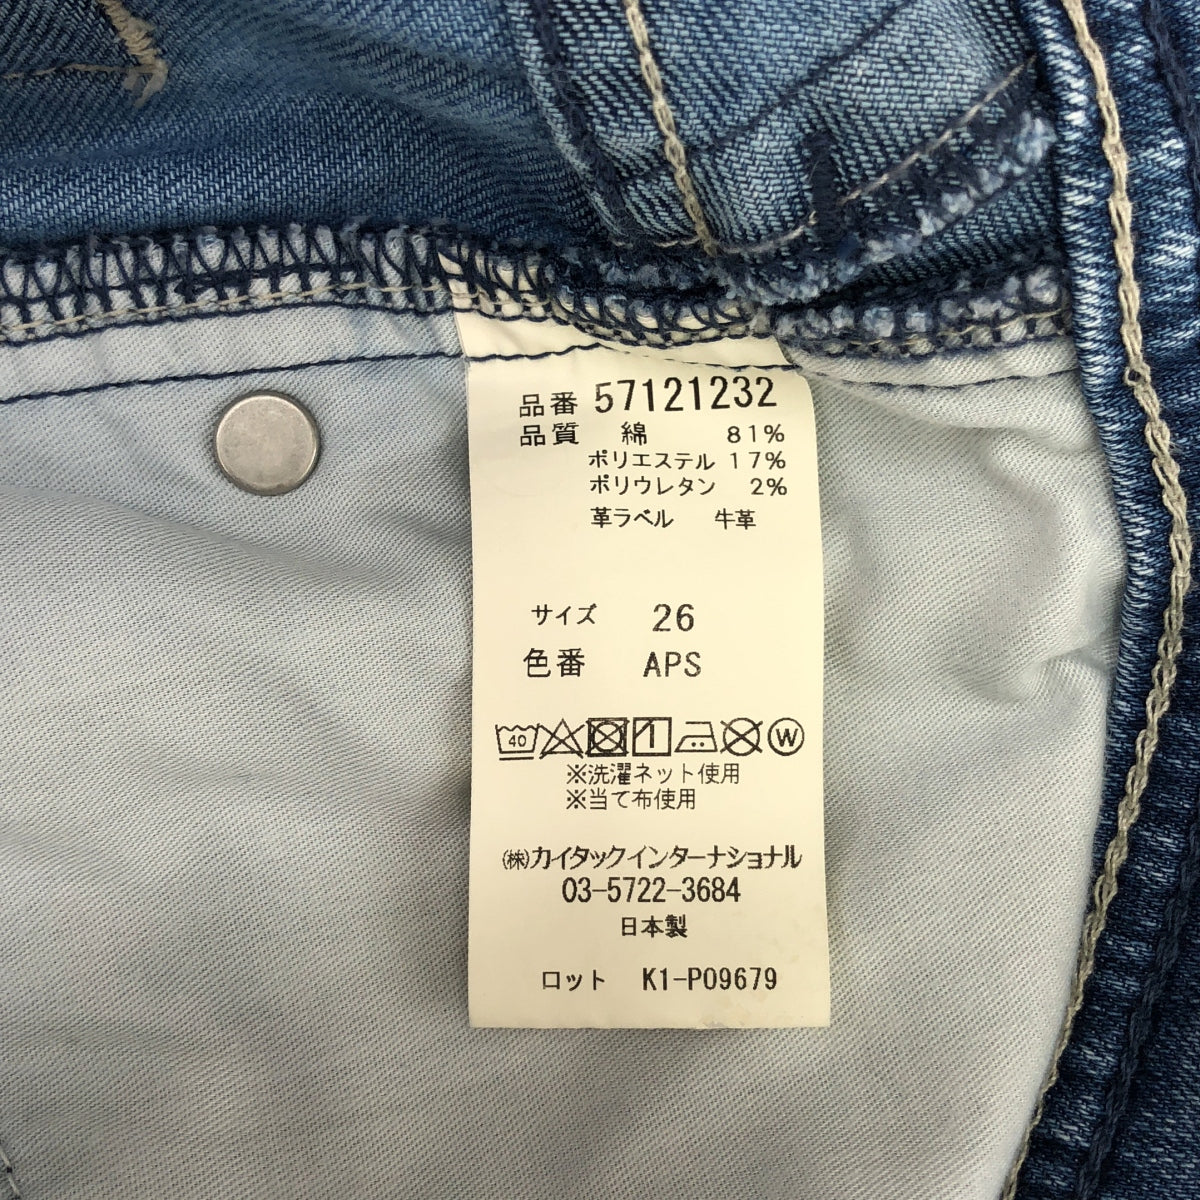 品番 57121232
品質 綿 81%
ポリエステル 17%
ポリウレタン 2%
革ラベル 牛革
サイズ 26
色番 APS
40 W
※洗濯ネット使用
※当て布使用
㈱カイタックインターナショナル
03-5722-3684
日本製
ロット K1-P09679